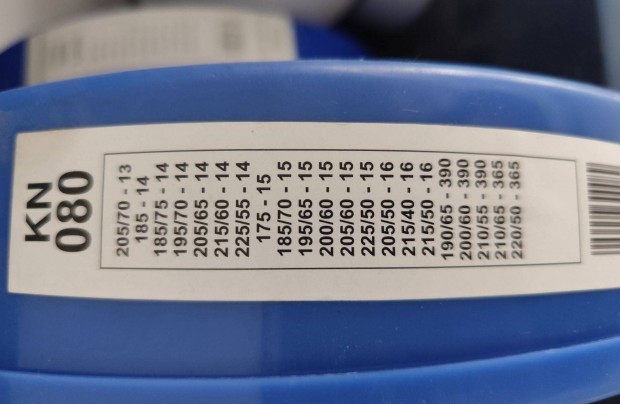 KN
080
205/70 - 13
185 - 14
185/75 - 14
195/70 - 14
205/65 - 14
215/60 - 14
225/55 - 14
175 - 15
185/70 - 15
195/65 - 15
200/60 - 15
205/60 - 15
225/50 - 15
205/50 - 16
215/40 - 16
215/50 - 16
190/65 - 390
200/60 - 390
210/55 - 390
210/65 - 365
220/50 - 365